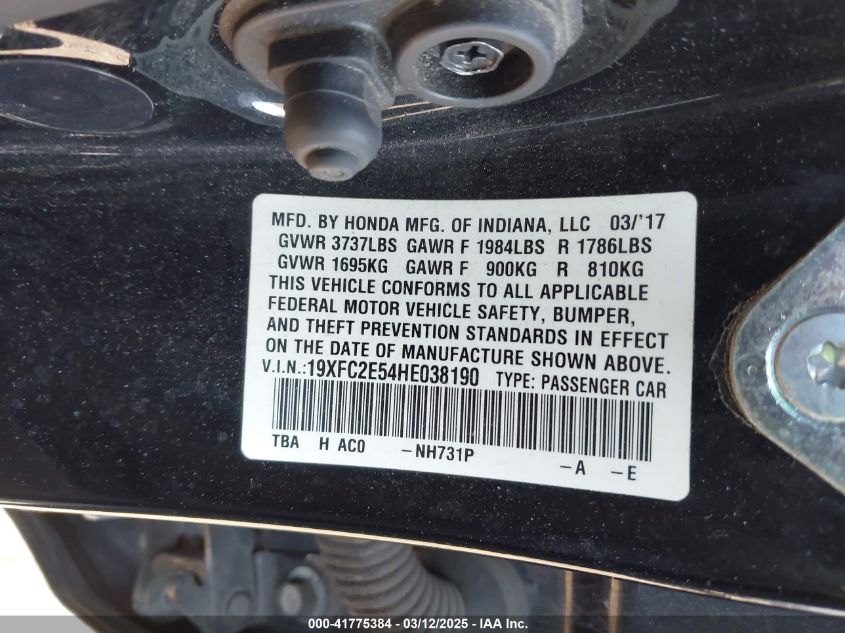 MFD. BY HONDA MFG. OF INDIANA, LLC 03/'17
GVWR 3737LBS GAWR F 1984LBS R 1786LBS
GVWR 1695KG GAWR F 900KG R 810KG
THIS VEHICLE CONFORMS TO ALL APPLICABLE
FEDERAL MOTOR VEHICLE SAFETY, BUMPER,
AND THEFT PREVENTION STANDARDS IN EFFECT
ON THE DATE OF MANUFACTURE SHOWN ABOVE.
V.I.N.:19XFC2E54HE038190 TYPE: PASSENGER CAR
TBA H AC0 -NH731P -A -E
000-41775384 / 03/12/2025 - IAA Inc.